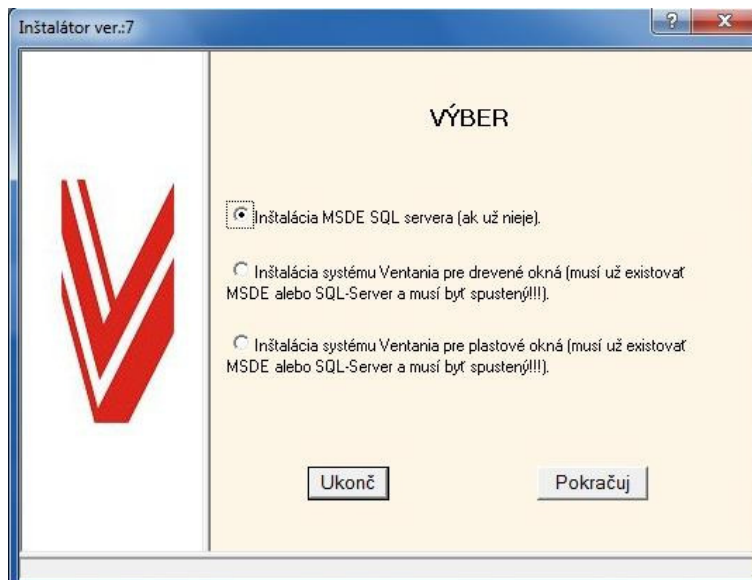 Inštalátor ver.:7
VÝBER
Inštalácia MSDE SQL servera (ak už nieje).
Inštalácia systému Ventania pre drevené okná (musí už existovať
MSDE alebo SQL-Server a musí byť spustený!!!).
Inštalácia systému Ventania pre plastové okná (musí už existovať
MSDE alebo SQL-Server a musí byť spustený!!!).
Ukonč
Pokračuj